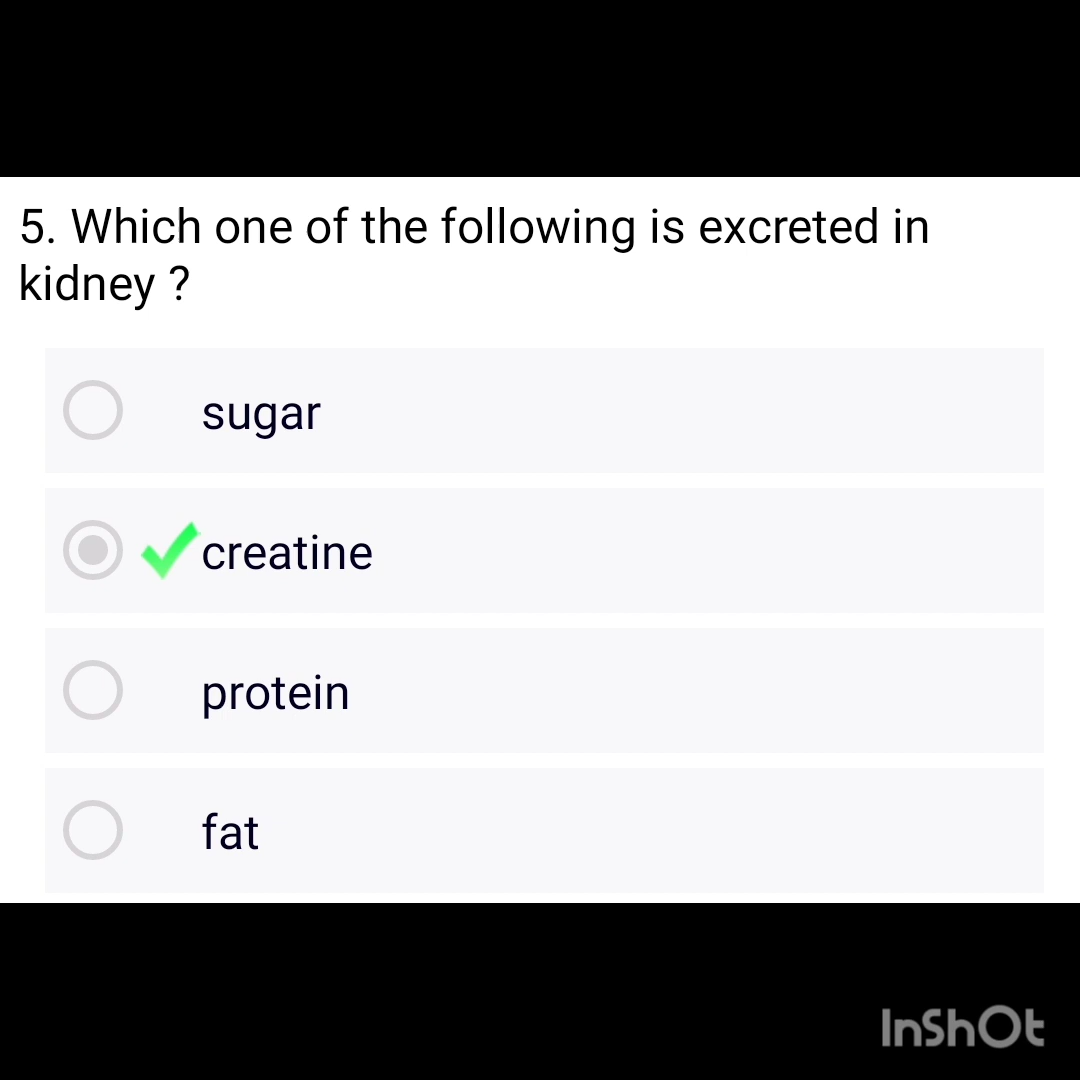 5. Which one of the following is excreted in
kidney ?
sugar
creatine
protein
fat
InShOt